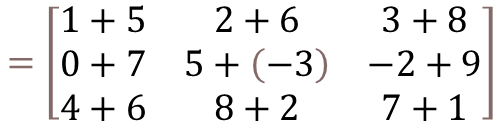 1 + 5 2 + 6 3 + 8
= 0 + 7 5 + (−3) −2 + 9
4 + 6 8 + 2 7 + 1